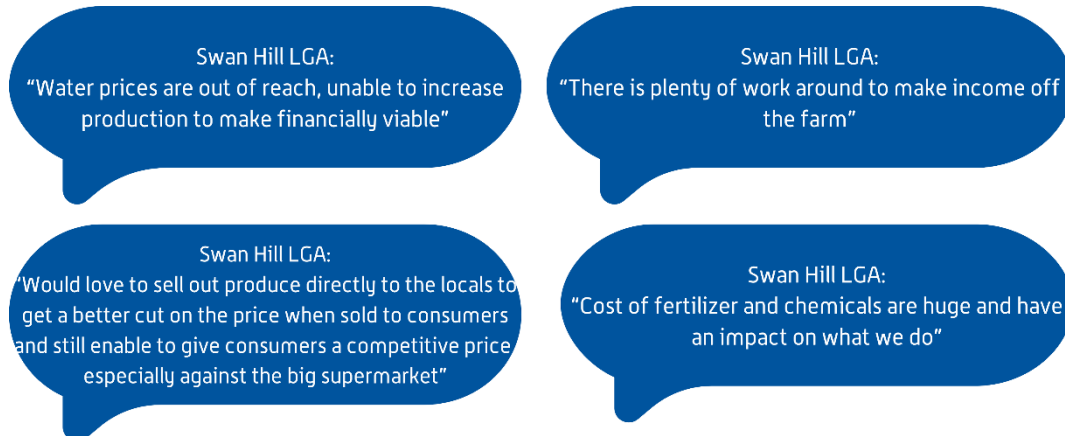 Swan Hill LGA:
“Water prices are out of reach, unable to increase
production to make financially viable”
Swan Hill LGA:
“There is plenty of work around to make income off
the farm”
Swan Hill LGA:
“Would love to sell out produce directly to the locals to
get a better cut on the price when sold to consumers
and still enable to give consumers a competitive price
especially against the big supermarket”
Swan Hill LGA:
“Cost of fertilizer and chemicals are huge and have
an impact on what we do”